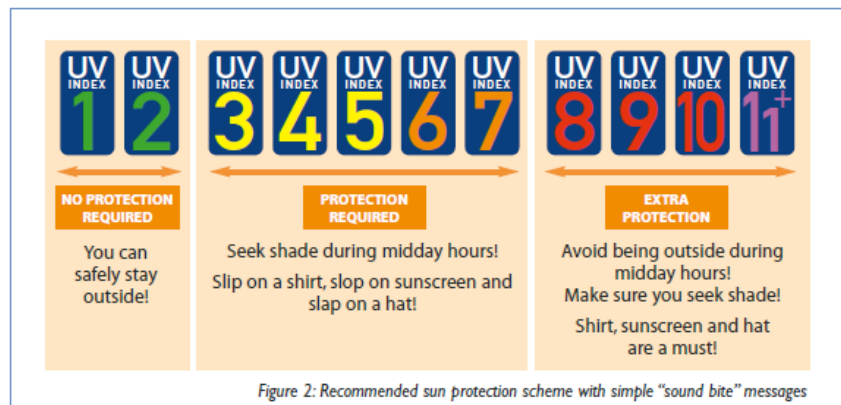 UV INDEX 1
UV INDEX 2
UV INDEX 3
UV INDEX 4
UV INDEX 5
UV INDEX 6
UV INDEX 7
UV INDEX 8
UV INDEX 9
UV INDEX 10
UV INDEX 11+
NO PROTECTION
REQUIRED
You can
safely stay
outside!
PROTECTION
REQUIRED
Seek shade during midday hours!
Slip on a shirt, slop on sunscreen and
slap on a hat!
EXTRA
PROTECTION
Avoid being outside during
midday hours!
Make sure you seek shade!
Shirt, sunscreen and hat
are a must!
Figure 2: Recommended sun protection scheme with simple “sound bite” messages